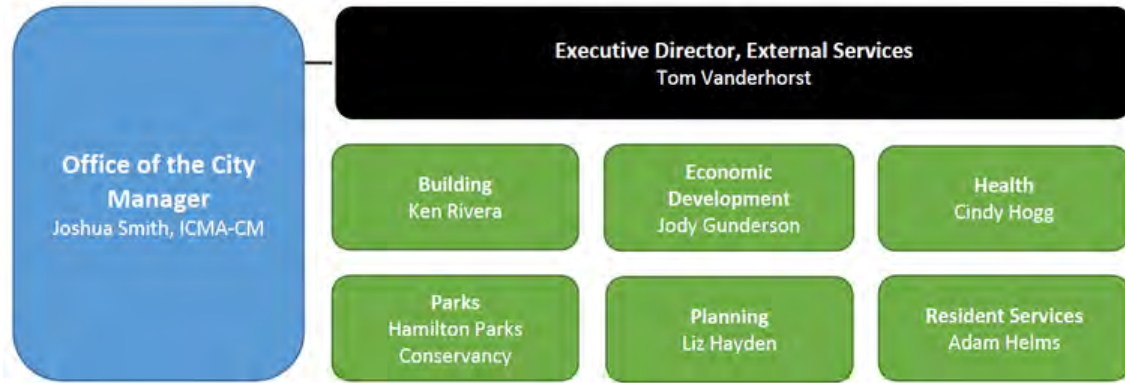 Office of the City
Manager
Joshua Smith, ICMA-CM
Executive Director, External Services
Tom Vanderhorst
Building
Ken Rivera
Economic
Development
Jody Gunderson
Health
Cindy Hogg
Parks
Hamilton Parks
Conservancy
Planning
Liz Hayden
Resident Services
Adam Helms